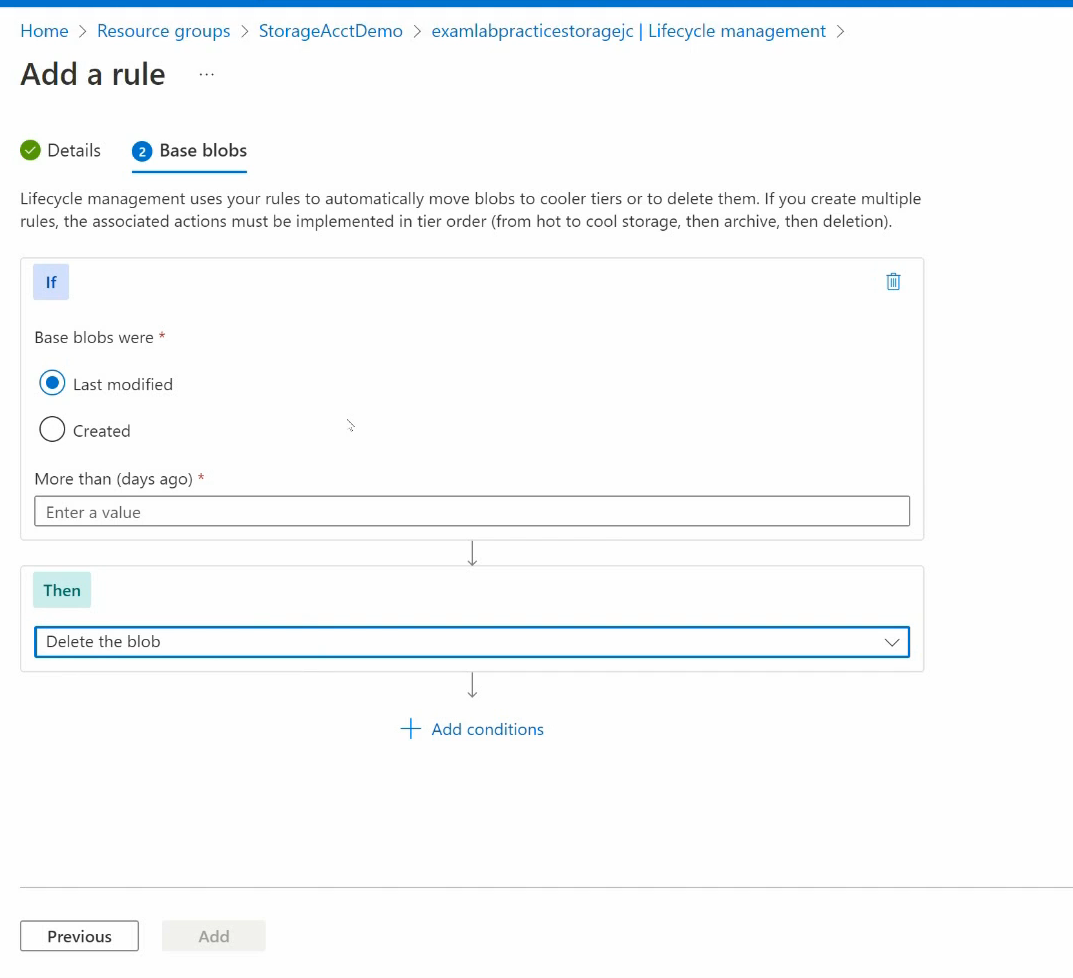 Home > Resource groups > StorageAcctDemo > examlabpracticestoragejc | Lifecycle management >
Add a rule ...
Details 2 Base blobs
Lifecycle management uses your rules to automatically move blobs to cooler tiers or to delete them. If you create multiple
rules, the associated actions must be implemented in tier order (from hot to cool storage, then archive, then deletion).
If
Base blobs were *
Last modified
Created
More than (days ago) *
Enter a value
Then
Delete the blob
Add conditions
Previous Add